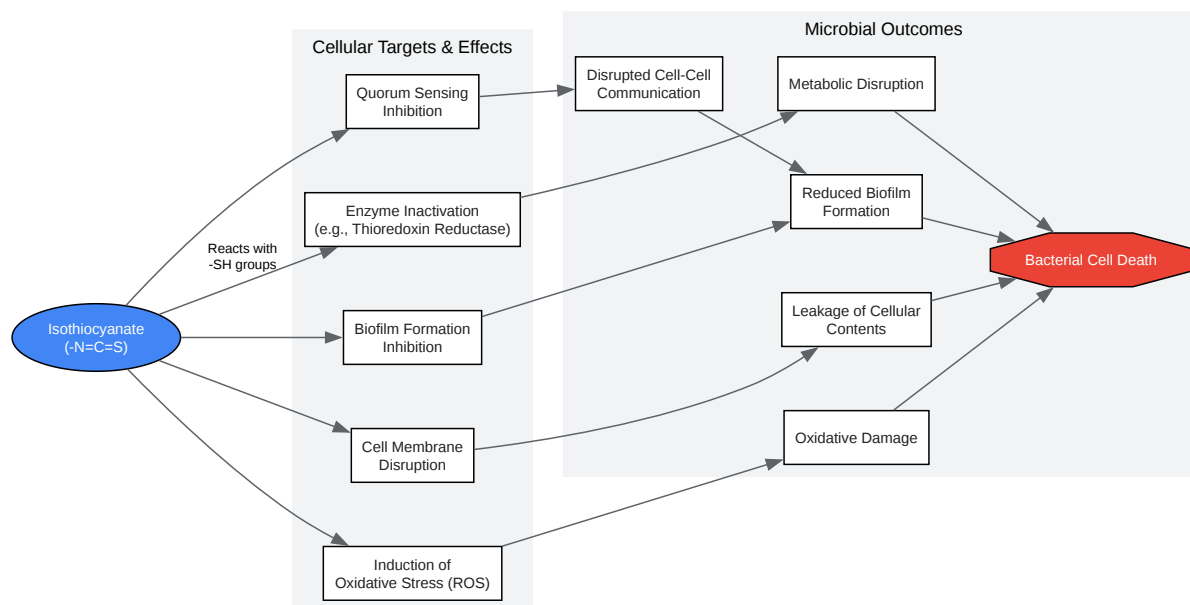 Cellular Targets & Effects
Microbial Outcomes
Quorum Sensing
Inhibition
Disrupted Cell-Cell
Communication
Metabolic Disruption
Enzyme Inactivation
(e.g., Thioredoxin Reductase)
Reduced Biofilm
Formation
Reacts with
-SH groups
Bacterial Cell Death
Isothiocyanate
(-N=C=S)
Biofilm Formation
Inhibition
Leakage of Cellular
Contents
Cell Membrane
Disruption
Oxidative Damage
Induction of
Oxidative Stress (ROS)